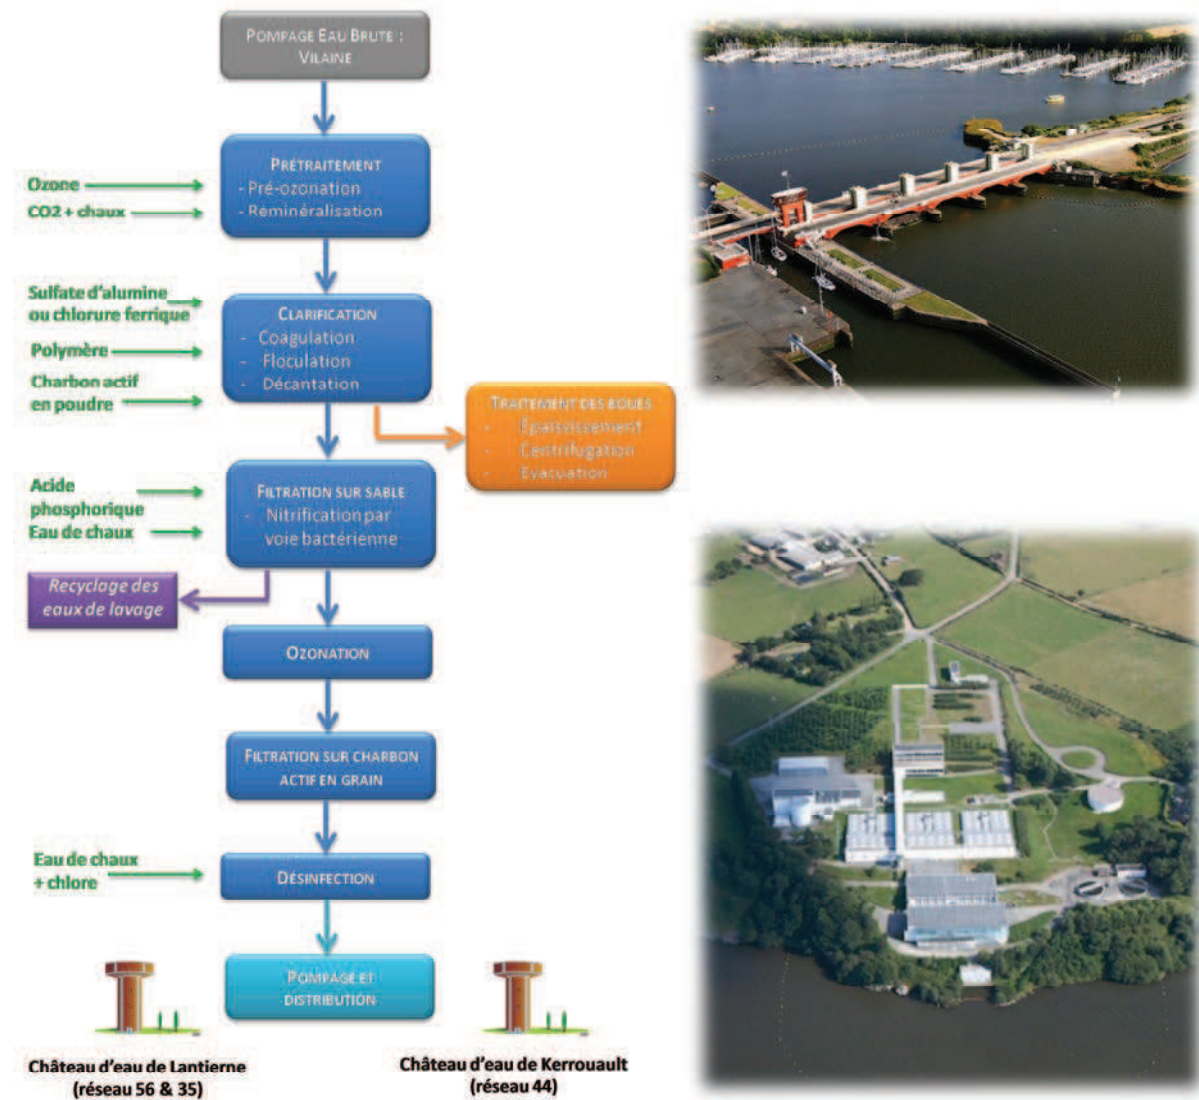 POMPAGE EAU BRUTE :
VILAINE
PRÉTRAITEMENT
- Pré-ozonation
- Reminéralisation
Ozone
CO2 + chaux
Sulfate d'alumine
ou chlorure ferrique
Polymère
Charbon actif
en poudre
CLARIFICATION
- Coagulation
- Floculation
- Décantation
TRAITEMENT DES BOUES
- Epaississement
- Centrifugation
- Evacuation
Acide
phosphorique
Eau de chaux
FILTRATION SUR SABLE
- Nitrification par
voie bactérienne
Recyclage des
eaux de lavage
OZONATION
FILTRATION SUR CHARBON
ACTIF EN GRAIN
Eau de chaux
+ chlore
DÉSINFECTION
POMPAGE ET
DISTRIBUTION
Château d'eau de Lantierne
(réseau 56 & 35)
Château d'eau de Kerrouault
(réseau 44)